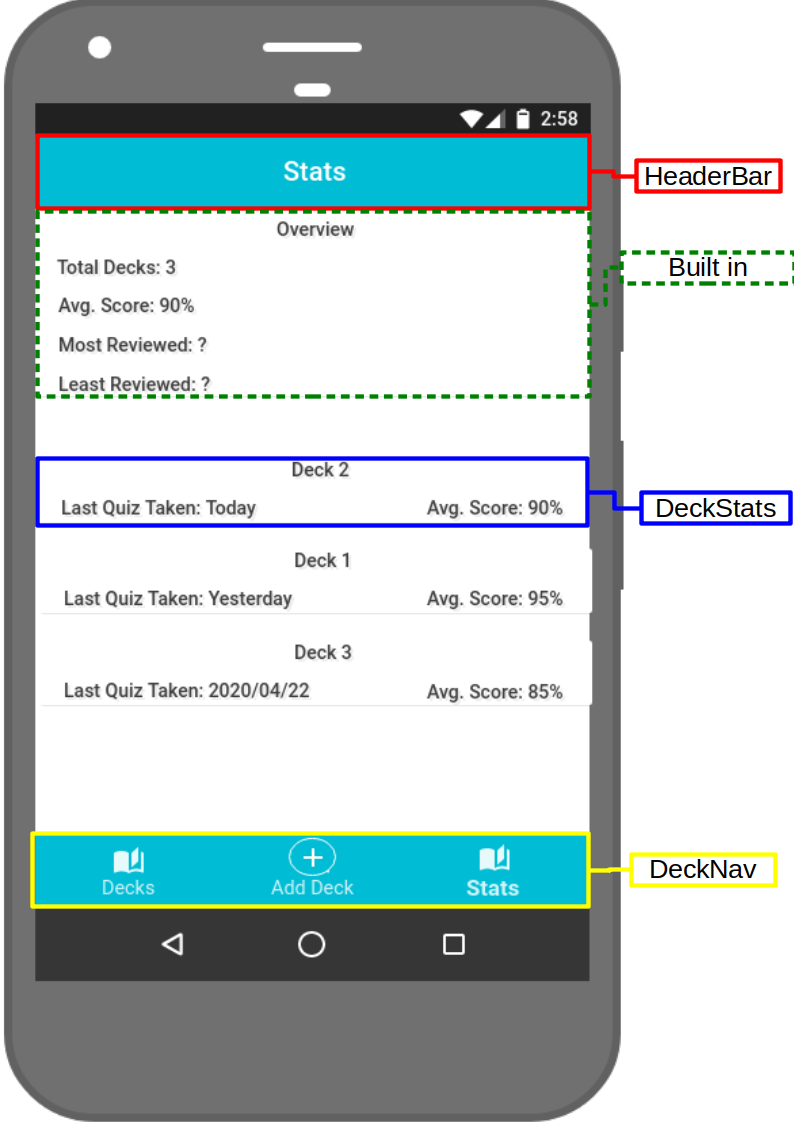 2:58
Stats
HeaderBar
Overview
Built in
Total Decks: 3
Avg. Score: 90%
Most Reviewed: ?
Least Reviewed: ?
Deck 2
Last Quiz Taken: Today Avg. Score: 90%
DeckStats
Deck 1
Last Quiz Taken: Yesterday Avg. Score: 95%
Deck 3
Last Quiz Taken: 2020/04/22 Avg. Score: 85%
DeckNav
Decks Add Deck Stats